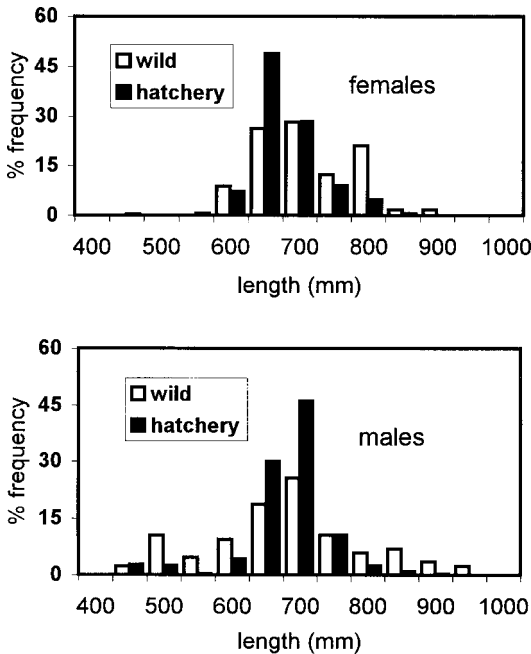 60
45
30
15
0
% frequency
wild
hatchery
females
400 500 600 700 800 900 1000
length (mm)
60
45
30
15
0
% frequency
wild
hatchery
males
400 500 600 700 800 900 1000
length (mm)